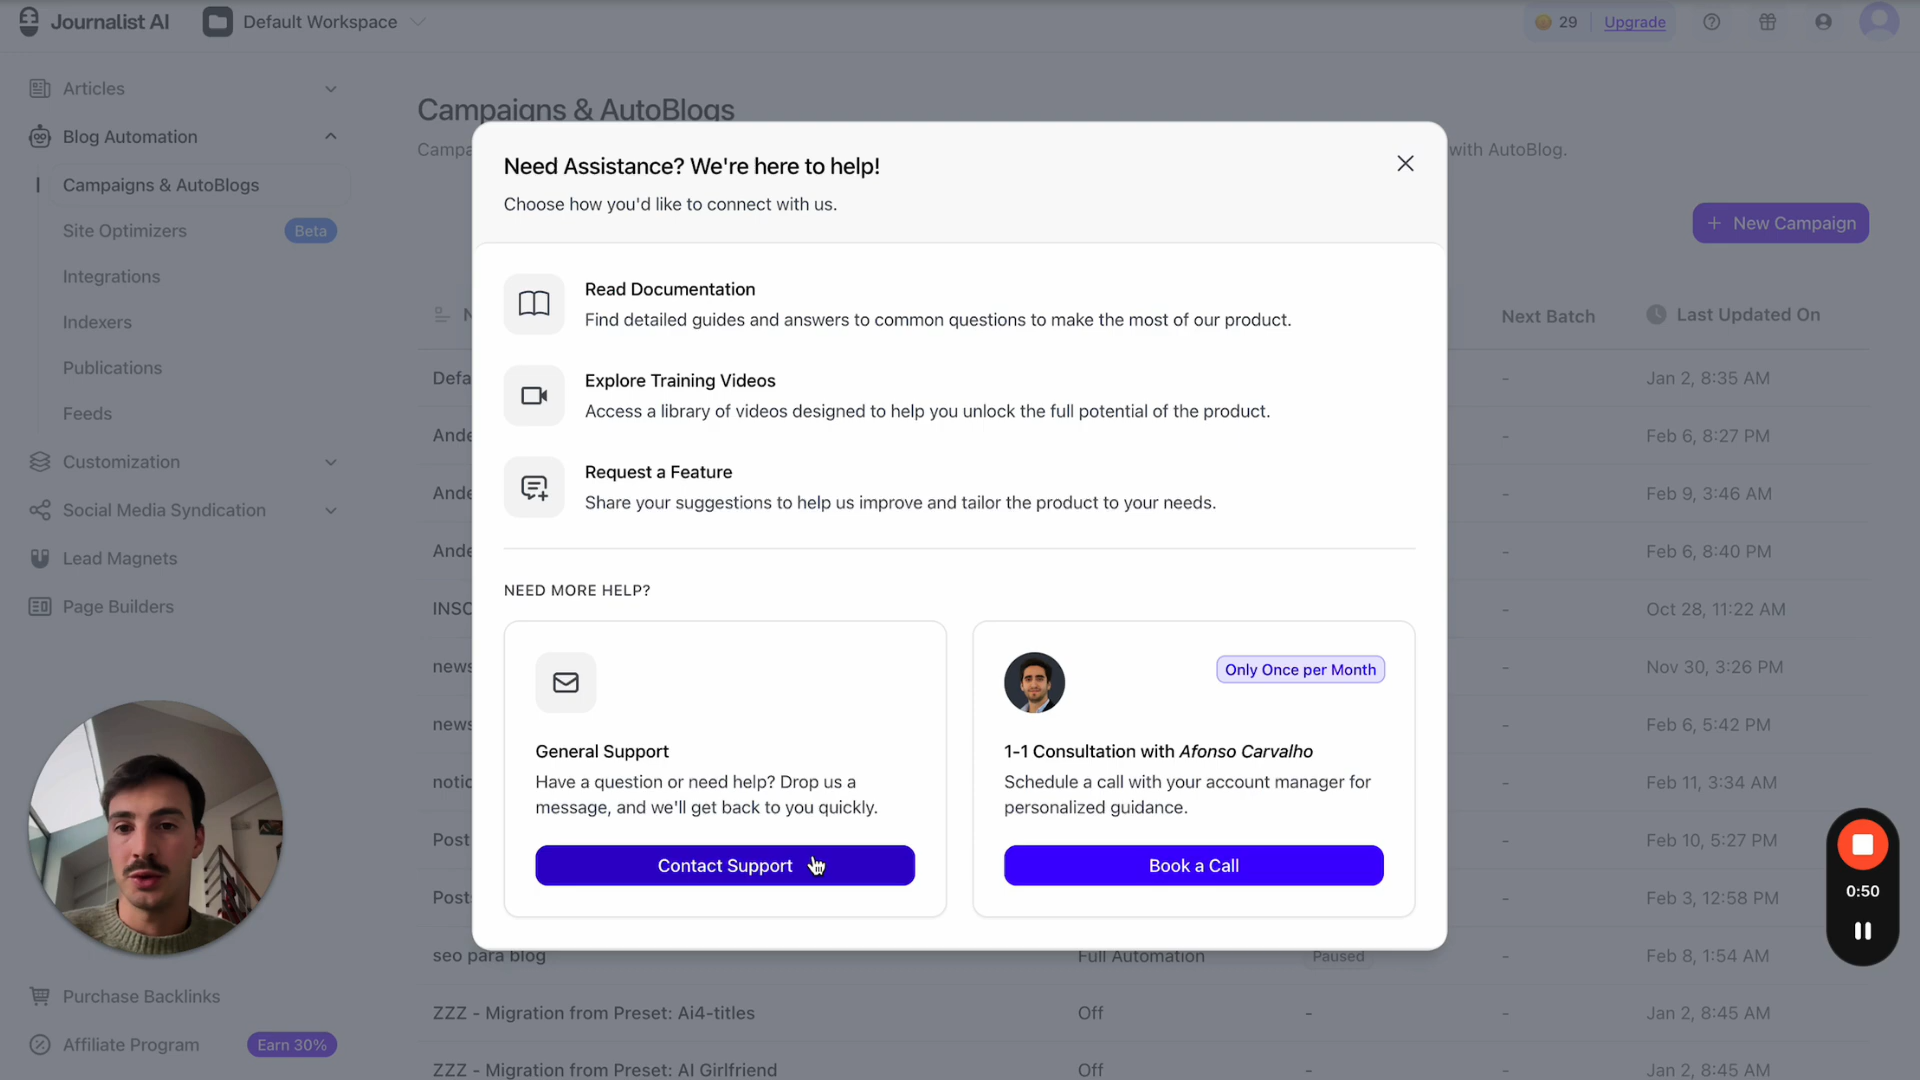 Journalist AI
Default Workspace
29
Upgrade
Articles
Blog Automation
Campaigns & AutoBlogs
Site Optimizers
Beta
Integrations
Indexers
Publications
Feeds
Customization
Social Media Syndication
Lead Magnets
Page Builders
Purchase Backlinks
Affiliate Program
Earn 30%
Campaigns & AutoBlogs
with AutoBlog.
+ New Campaign
Next Batch
Last Updated On
- Jan 2, 8:35 AM
- Feb 6, 8:27 PM
- Feb 9, 3:46 AM
- Feb 6, 8:40 PM
- Oct 28, 11:22 AM
- Nov 30, 3:26 PM
- Feb 6, 5:42 PM
- Feb 11, 3:34 AM
- Feb 10, 5:27 PM
- Feb 3, 12:58 PM
seo para blog Full Automation Paused - Feb 8, 1:54 AM
ZZZ - Migration from Preset: Ai4-titles Off - - Jan 2, 8:45 AM
ZZZ - Migration from Preset: AI Girlfriend Off - - Jan 2, 8:45 AM
Need Assistance? We're here to help!
Choose how you'd like to connect with us.
Read Documentation
Find detailed guides and answers to common questions to make the most of our product.
Explore Training Videos
Access a library of videos designed to help you unlock the full potential of the product.
Request a Feature
Share your suggestions to help us improve and tailor the product to your needs.
NEED MORE HELP?
General Support
Have a question or need help? Drop us a
message, and we'll get back to you quickly.
Contact Support
Only Once per Month
1-1 Consultation with Afonso Carvalho
Schedule a call with your account manager for
personalized guidance.
Book a Call
0:50